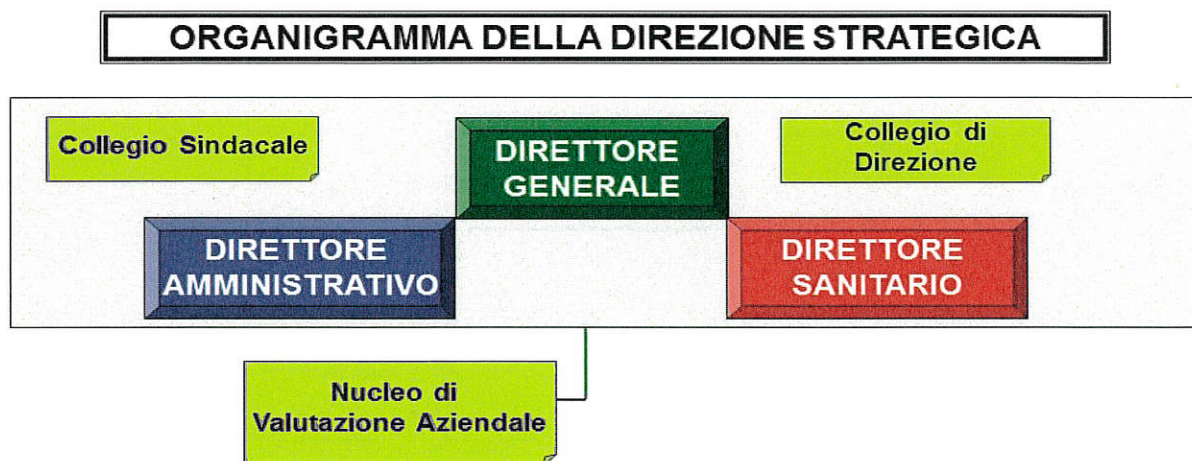 ORGANIGRAMMA DELLA DIREZIONE STRATEGICA
Collegio Sindacale
DIRETTORE
GENERALE
Collegio di
Direzione
DIRETTORE
AMMINISTRATIVO
DIRETTORE
SANITARIO
Nucleo di
Valutazione Aziendale